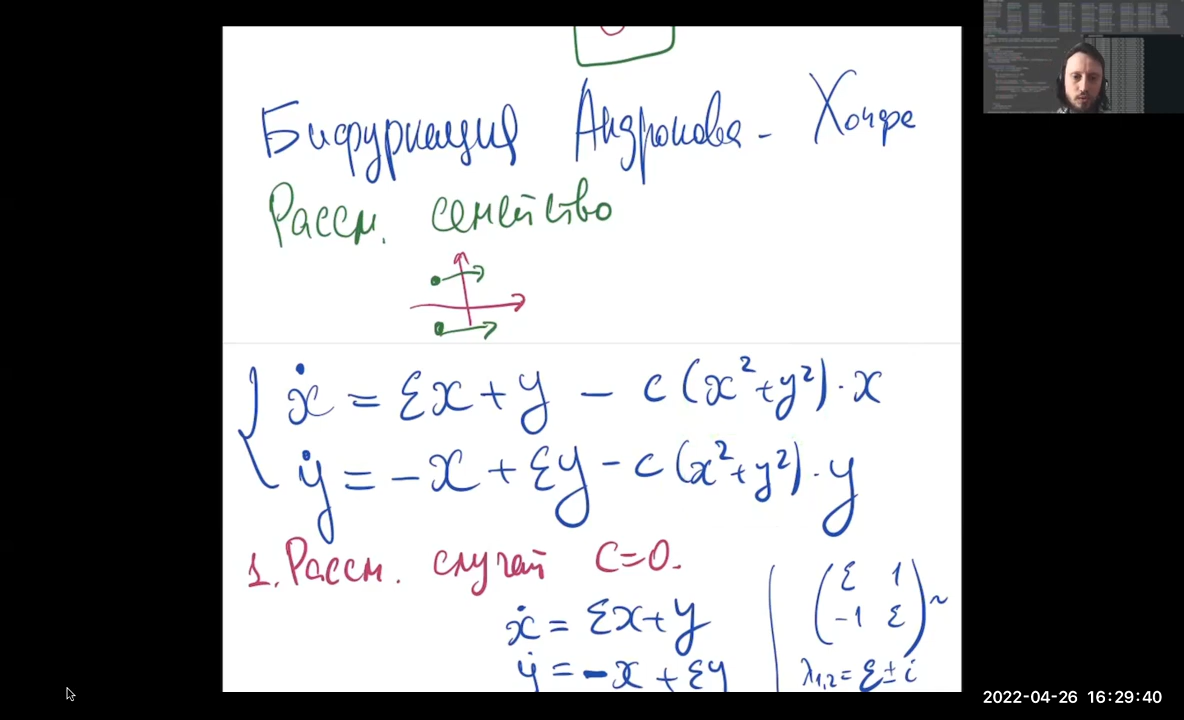 Бифуркация Андронова - Хопфа
Рассм. семейство
ẋ = εx + y - c(x²+y²)·x
ẏ = -x + εy - c(x²+y²)·y
1. Рассм. случай C=0.
ẋ = εx+y
ẏ = -x + εy
( ε 1
-1 ε ) ~
λ₁,₂ = ε ± i
2022-04-26 16:29:40